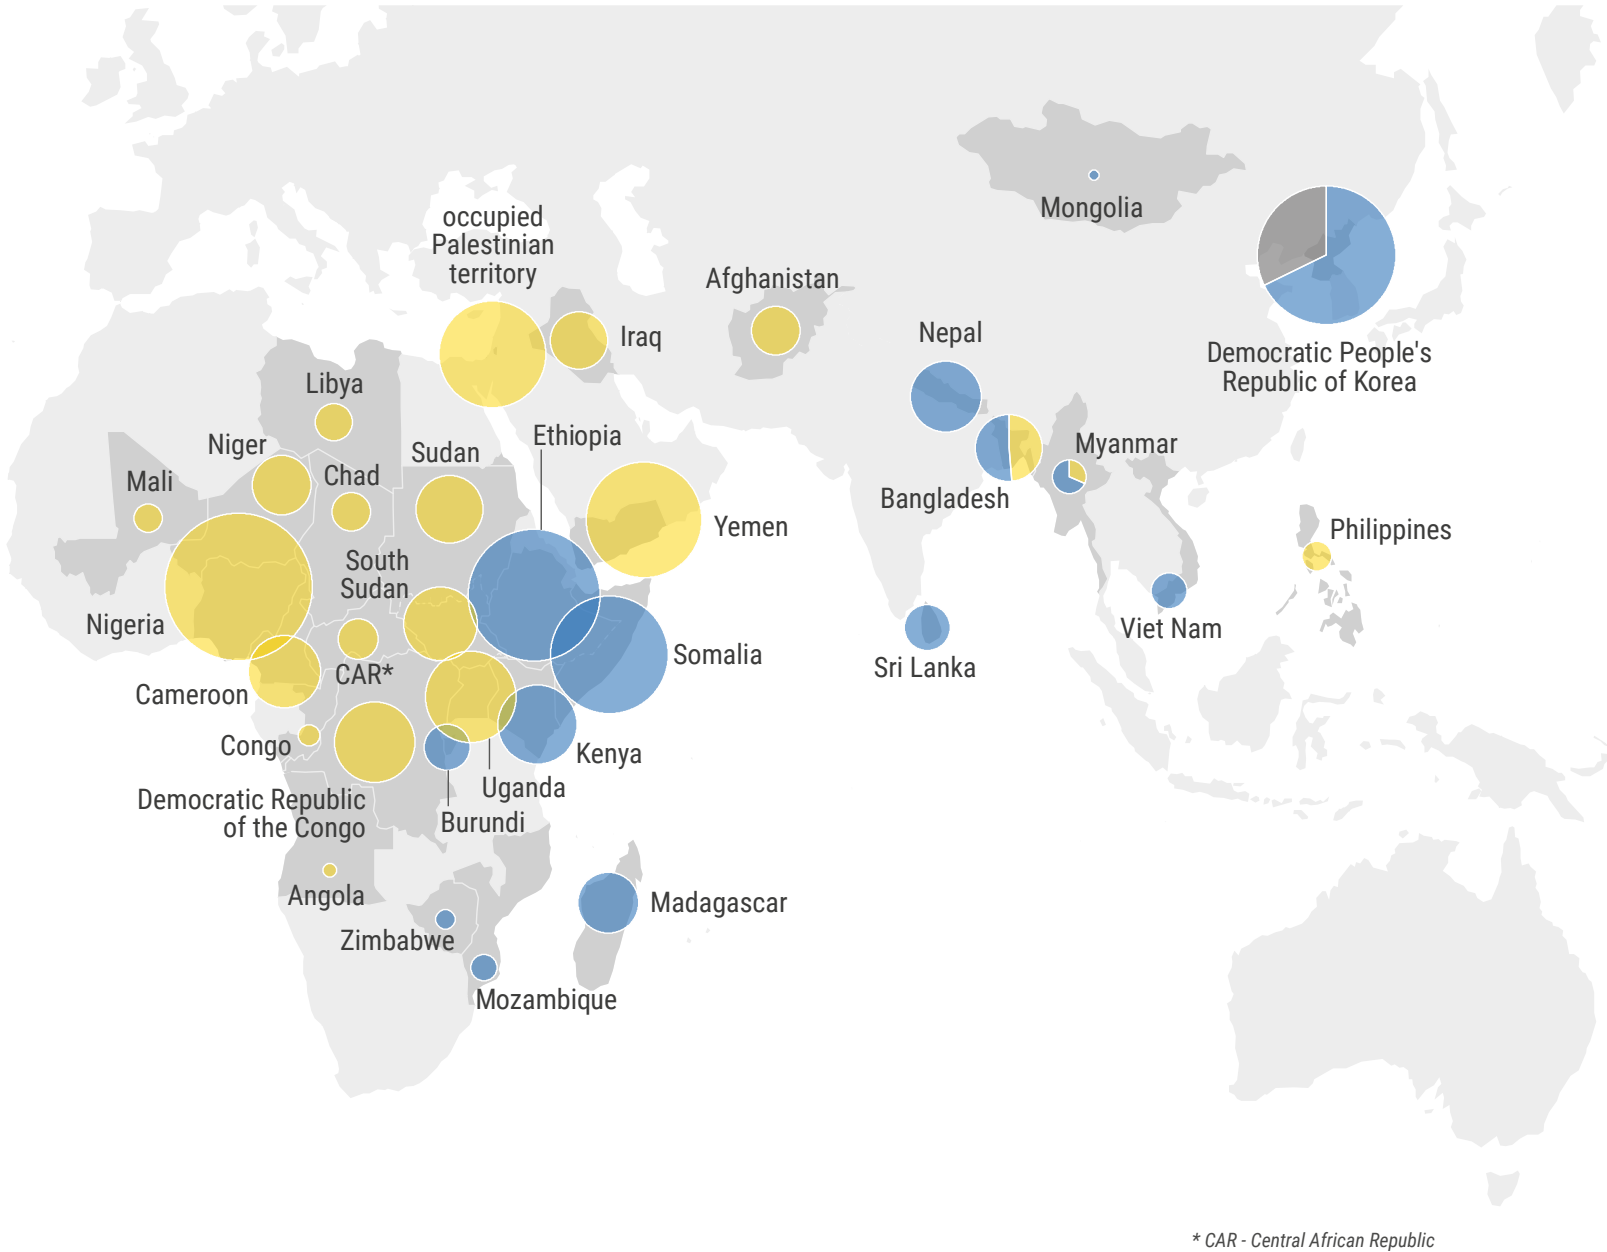 Mongolia
occupied
Palestinian
territory
Afghanistan
Iraq
Nepal
Democratic People's
Republic of Korea
Libya
Niger
Ethiopia
Sudan
Chad
Mali
Myanmar
Bangladesh
Yemen
Philippines
South
Sudan
Nigeria
Viet Nam
Somalia
Sri Lanka
CAR*
Cameroon
Congo
Kenya
Uganda
Democratic Republic
of the Congo
Burundi
Angola
Madagascar
Zimbabwe
Mozambique
* CAR - Central African Republic